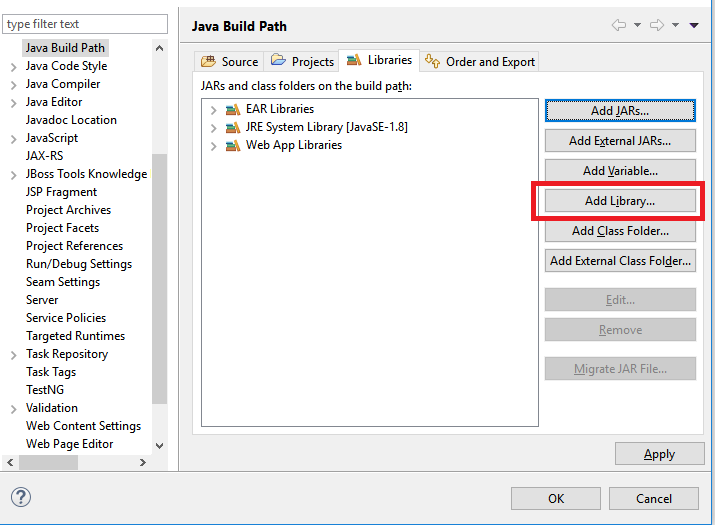 type filter text
Java Build Path
Java Code Style
Java Compiler
Java Editor
Javadoc Location
JavaScript
JAX-RS
JBoss Tools Knowledge
JSP Fragment
Project Archives
Project Facets
Project References
Run/Debug Settings
Seam Settings
Server
Service Policies
Targeted Runtimes
Task Repository
Task Tags
TestNG
Validation
Web Content Settings
Web Page Editor
Java Build Path
Source Projects Libraries Order and Export
JARs and class folders on the build path:
EAR Libraries
JRE System Library [JavaSE-1.8]
Web App Libraries
Add JARs...
Add External JARs...
Add Variable...
Add Library...
Add Class Folder...
Add External Class Folder...
Edit...
Remove
Migrate JAR File...
Apply
?
OK Cancel